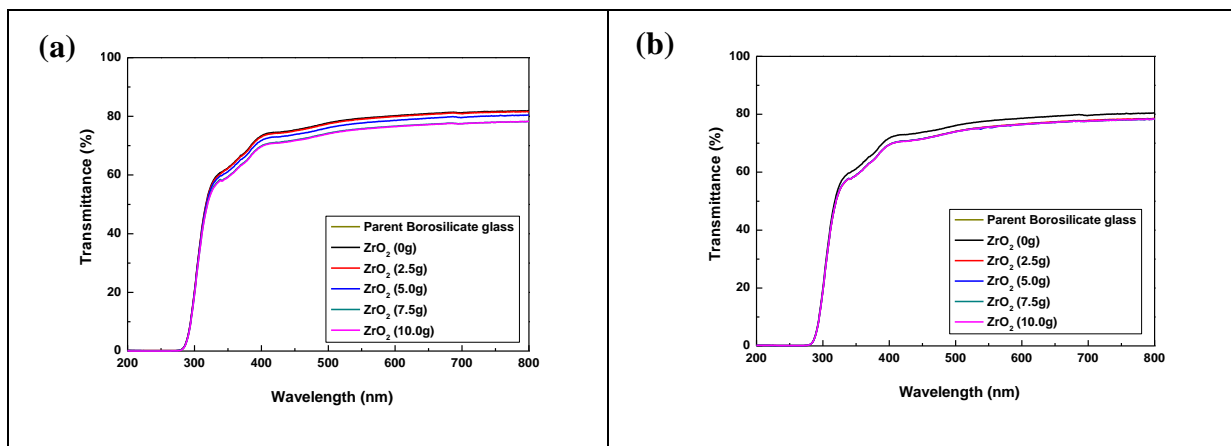 (a)
100
80
60
40
20
0
Transmittance (%)
200 300 400 500 600 700 800
Wavelength (nm)
Parent Borosilicate glass
ZrO₂ (0g)
ZrO₂ (2.5g)
ZrO₂ (5.0g)
ZrO₂ (7.5g)
ZrO₂ (10.0g)
(b)
100
80
60
40
20
0
Transmittance (%)
200 300 400 500 600 700 800
Wavelength (nm)
Parent Borosilicate glass
ZrO₂ (0g)
ZrO₂ (2.5g)
ZrO₂ (5.0g)
ZrO₂ (7.5g)
ZrO₂ (10.0g)